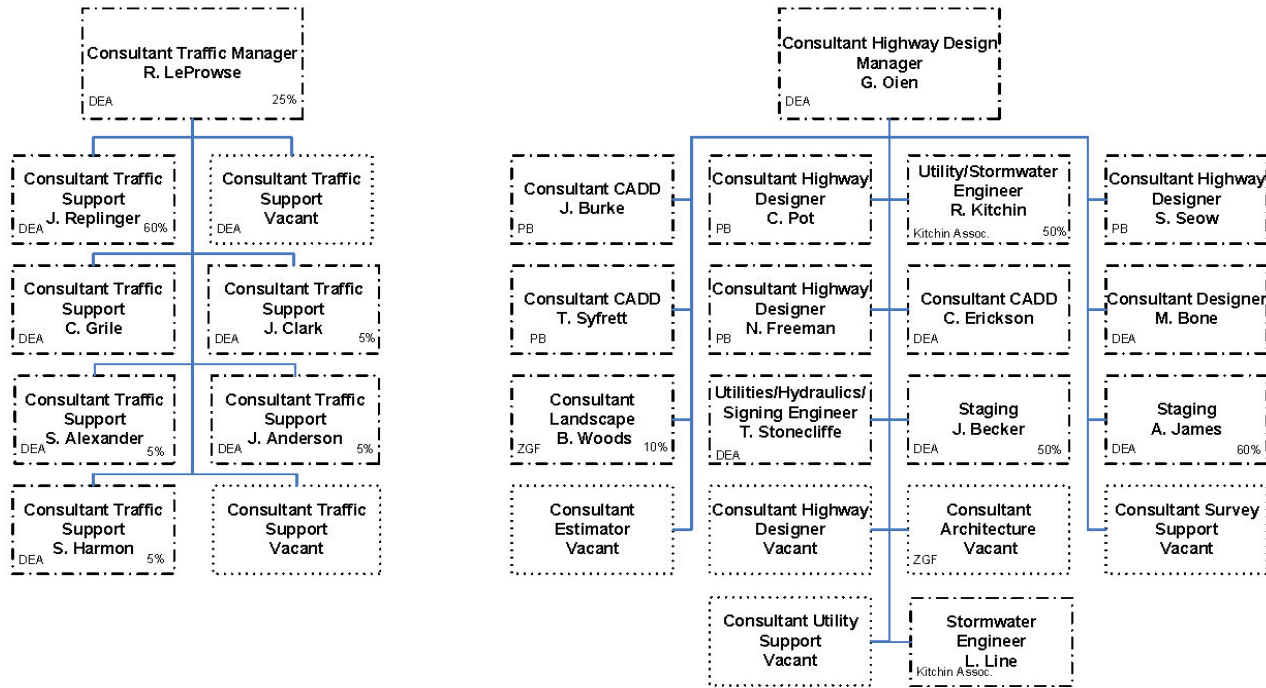 Consultant Traffic Manager
R. LeProwse
DEA 25%
Consultant Traffic
Support
J. Replinger
DEA 60%
Consultant Traffic
Support
Vacant
DEA
Consultant Traffic
Support
C. Grile
DEA
Consultant Traffic
Support
J. Clark
DEA 5%
Consultant Traffic
Support
S. Alexander
DEA 5%
Consultant Traffic
Support
J. Anderson
DEA 5%
Consultant Traffic
Support
S. Harmon
DEA 5%
Consultant Traffic
Support
Vacant
Consultant Highway Design
Manager
G. Oien
DEA
Consultant CADD
J. Burke
PB
Consultant Highway
Designer
C. Pot
PB
Utility/Stormwater
Engineer
R. Kitchin
Kitchin Assoc. 50%
Consultant Highway
Designer
S. Seow
PB
Consultant CADD
T. Syfrett
PB
Consultant Highway
Designer
N. Freeman
PB
Consultant CADD
C. Erickson
DEA
Consultant Designer
M. Bone
DEA
Consultant
Landscape
B. Woods
ZGF 10%
Utilities/Hydraulics/
Signing Engineer
T. Stonecliffe
DEA
Staging
J. Becker
DEA 50%
Staging
A. James
DEA 60%
Consultant
Estimator
Vacant
Consultant Highway
Designer
Vacant
Consultant
Architecture
Vacant
ZGF
Consultant Survey
Support
Vacant
Consultant Utility
Support
Vacant
Stormwater
Engineer
L. Line
Kitchin Assoc.